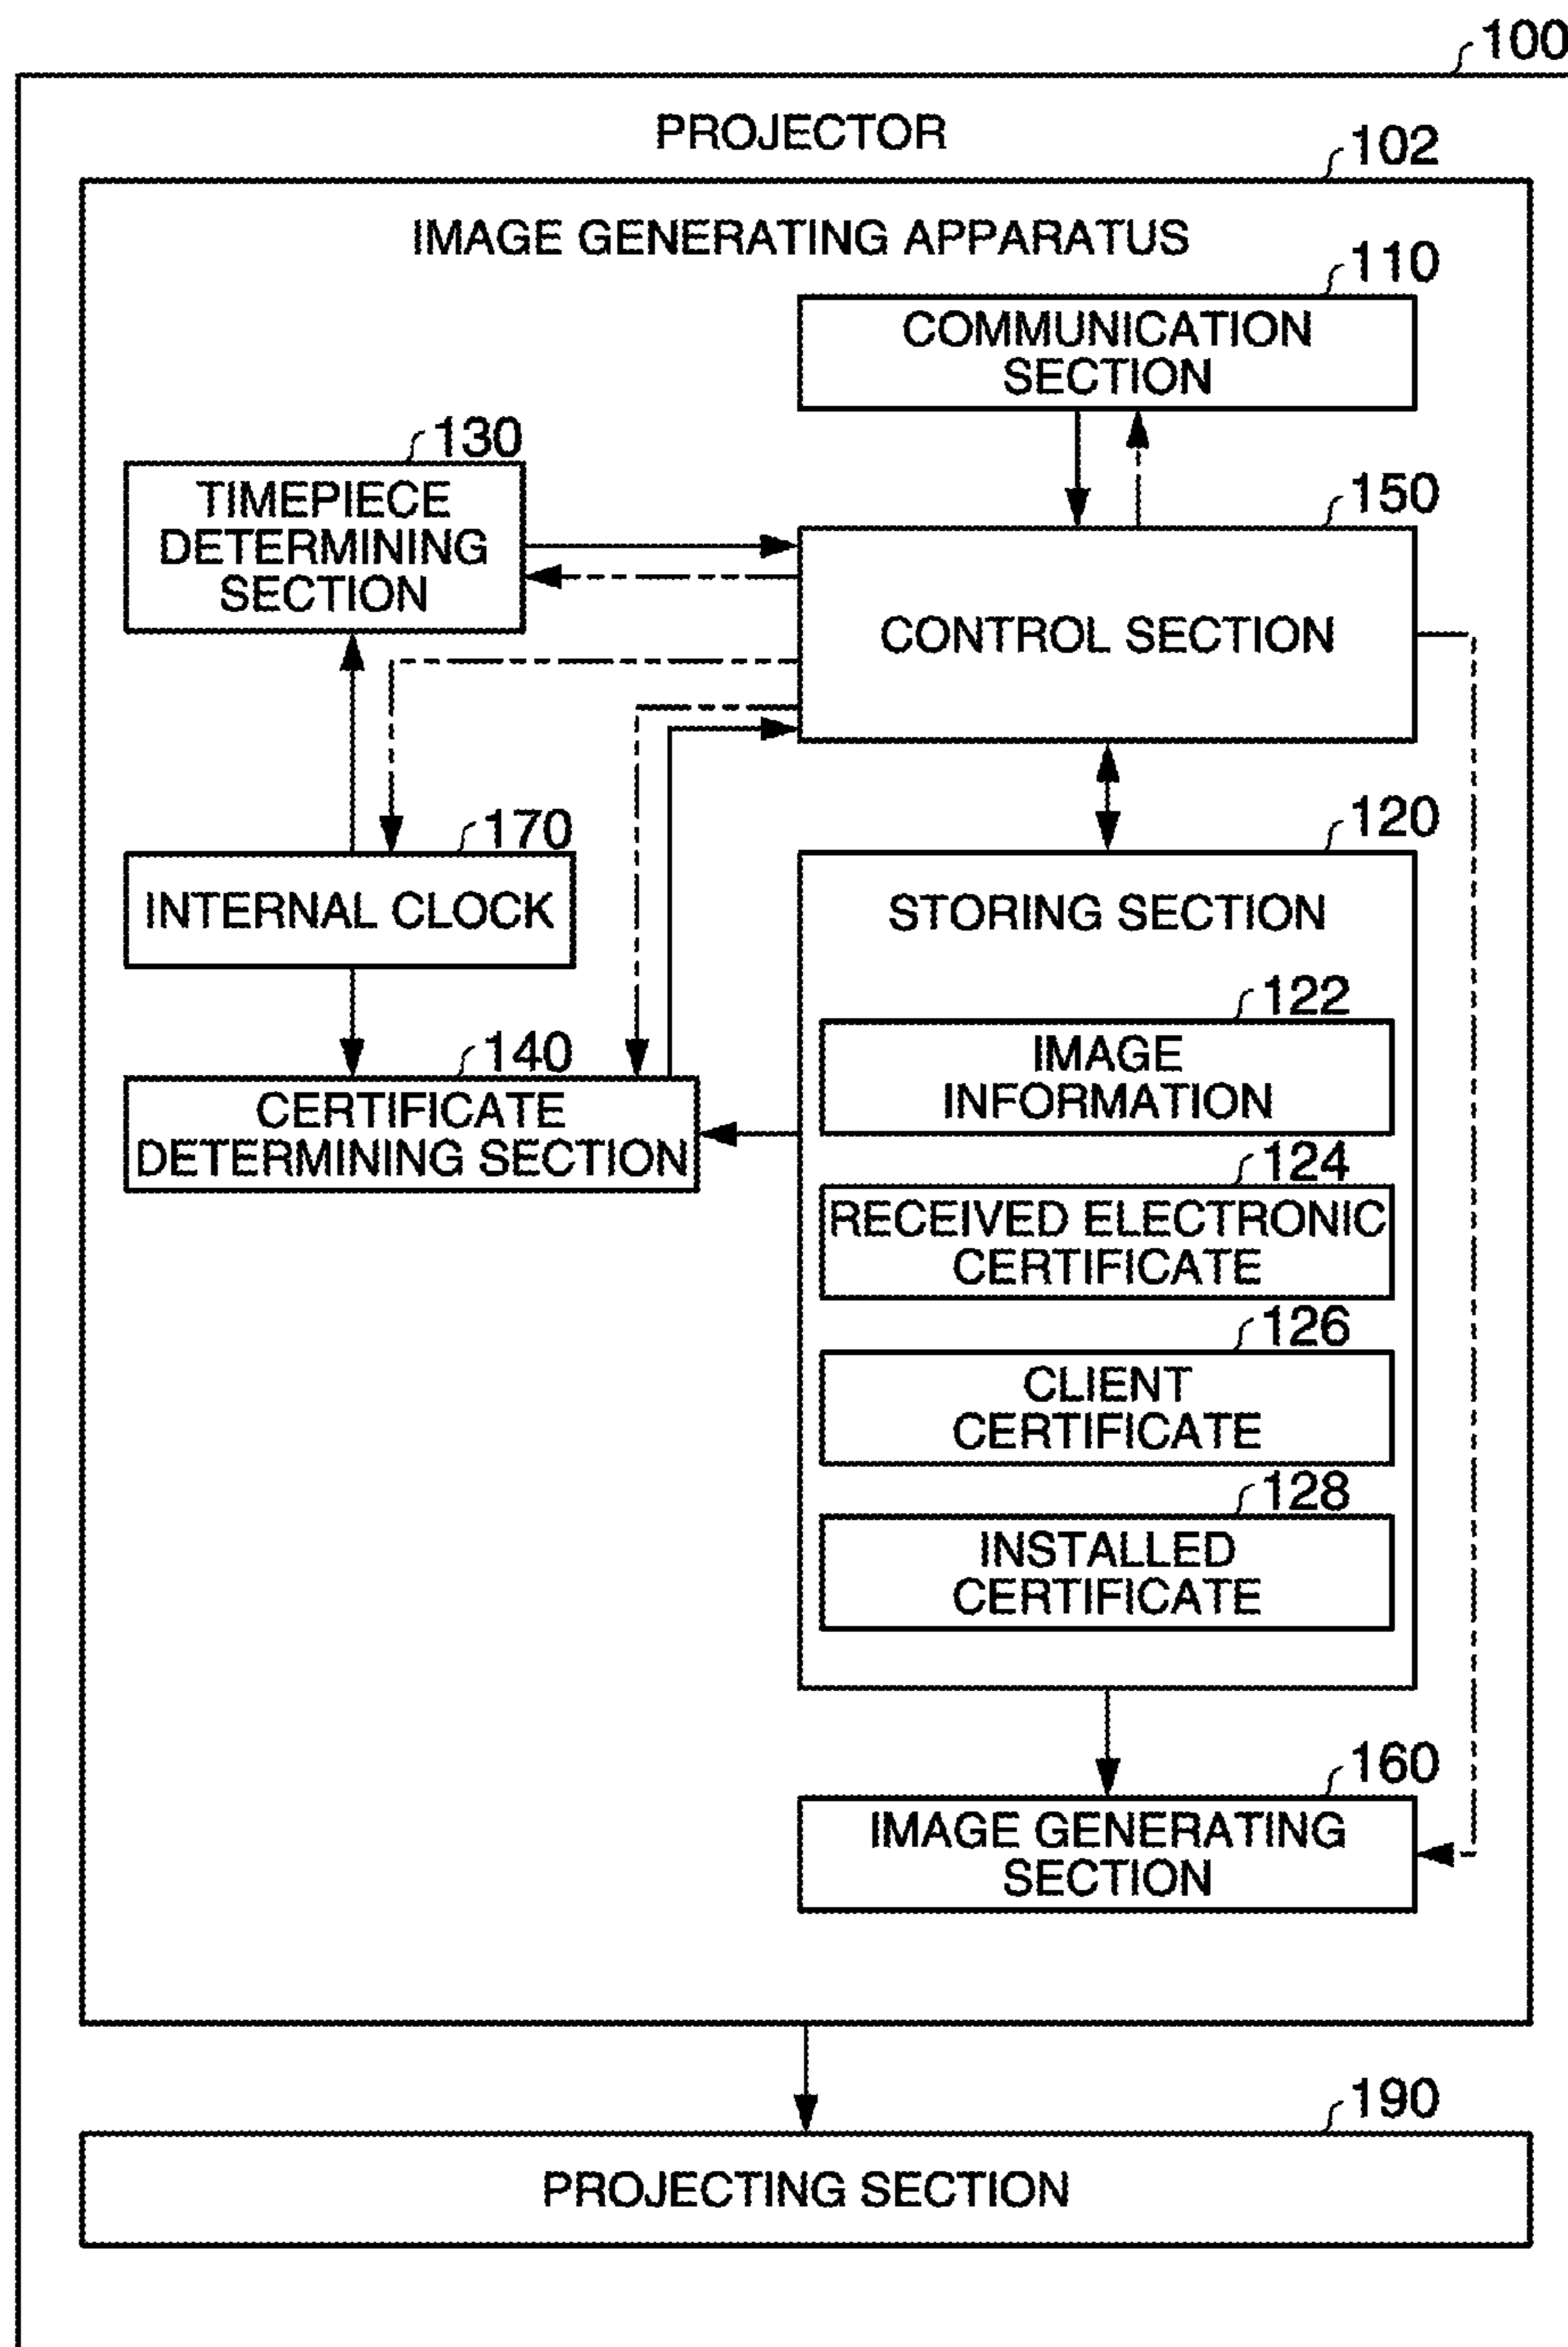 100
PROJECTOR
102
IMAGE GENERATING APPARATUS
110
COMMUNICATION
SECTION
130
TIMEPIECE
DETERMINING
SECTION
150
CONTROL SECTION
170
INTERNAL CLOCK
120
STORING SECTION
122
IMAGE
INFORMATION
140
CERTIFICATE
DETERMINING SECTION
124
RECEIVED ELECTRONIC
CERTIFICATE
126
CLIENT
CERTIFICATE
128
INSTALLED
CERTIFICATE
160
IMAGE GENERATING
SECTION
190
PROJECTING SECTION